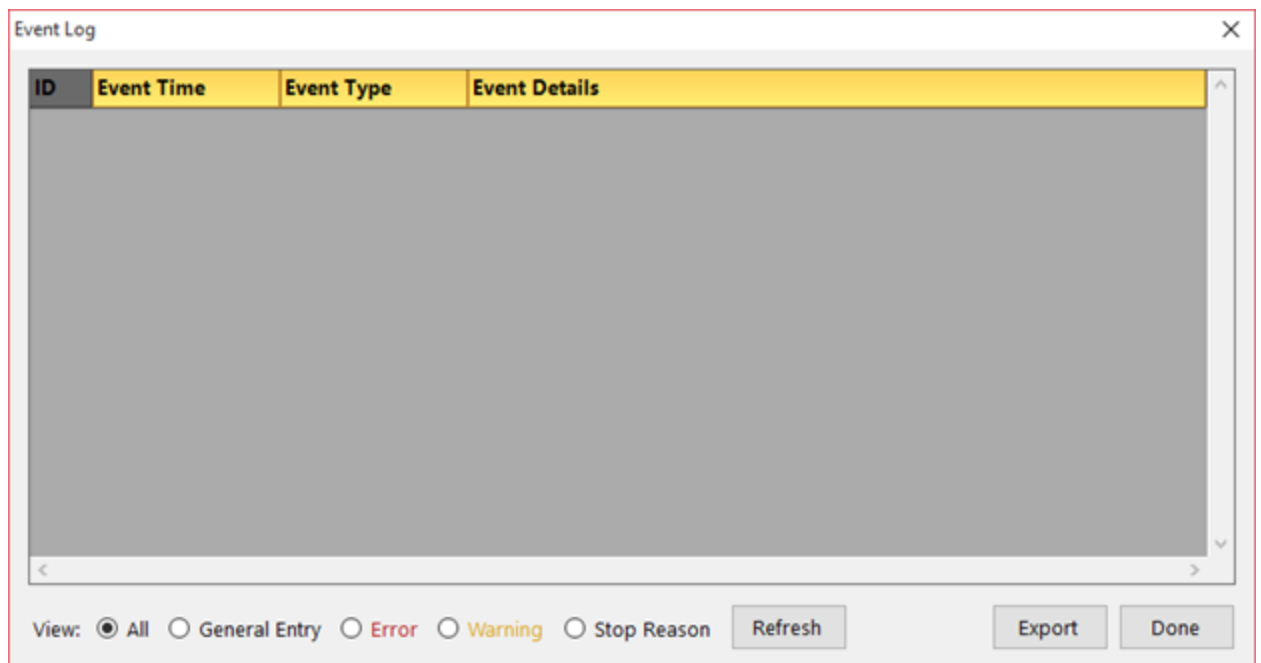 Event Log
ID Event Time Event Type Event Details
View: All General Entry Error Warning Stop Reason Refresh Export Done